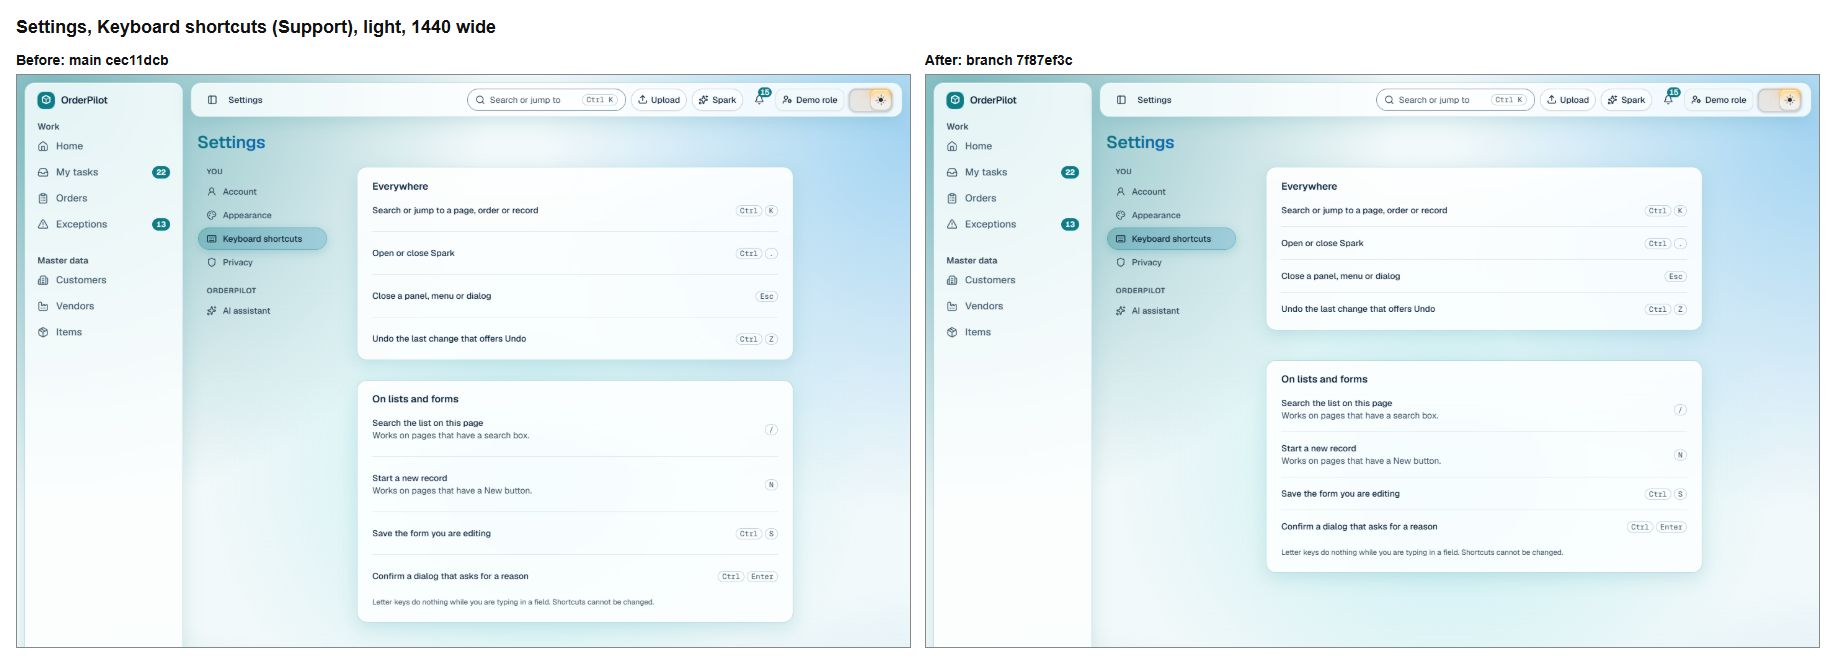 Settings, Keyboard shortcuts (Support), light, 1440 wide
Before: main cec11dcb
OrderPilot
Work
Home
My tasks 22
Orders
Exceptions 13
Master data
Customers
Vendors
Items
Settings
Search or jump to Ctrl K
Upload
Spark
15
Demo role
Settings
YOU
Account
Appearance
Keyboard shortcuts
Privacy
ORDERPILOT
AI assistant
Everywhere
Search or jump to a page, order or record Ctrl K
Open or close Spark Ctrl .
Close a panel, menu or dialog Esc
Undo the last change that offers Undo Ctrl Z
On lists and forms
Search the list on this page /
Works on pages that have a search box.
Start a new record N
Works on pages that have a New button.
Save the form you are editing Ctrl S
Confirm a dialog that asks for a reason Ctrl Enter
Letter keys do nothing while you are typing in a field. Shortcuts cannot be changed.
After: branch 7f87ef3c
OrderPilot
Work
Home
My tasks 22
Orders
Exceptions 13
Master data
Customers
Vendors
Items
Settings
Search or jump to Ctrl K
Upload
Spark
15
Demo role
Settings
YOU
Account
Appearance
Keyboard shortcuts
Privacy
ORDERPILOT
AI assistant
Everywhere
Search or jump to a page, order or record Ctrl K
Open or close Spark Ctrl .
Close a panel, menu or dialog Esc
Undo the last change that offers Undo Ctrl Z
On lists and forms
Search the list on this page /
Works on pages that have a search box.
Start a new record N
Works on pages that have a New button.
Save the form you are editing Ctrl S
Confirm a dialog that asks for a reason Ctrl Enter
Letter keys do nothing while you are typing in a field. Shortcuts cannot be changed.